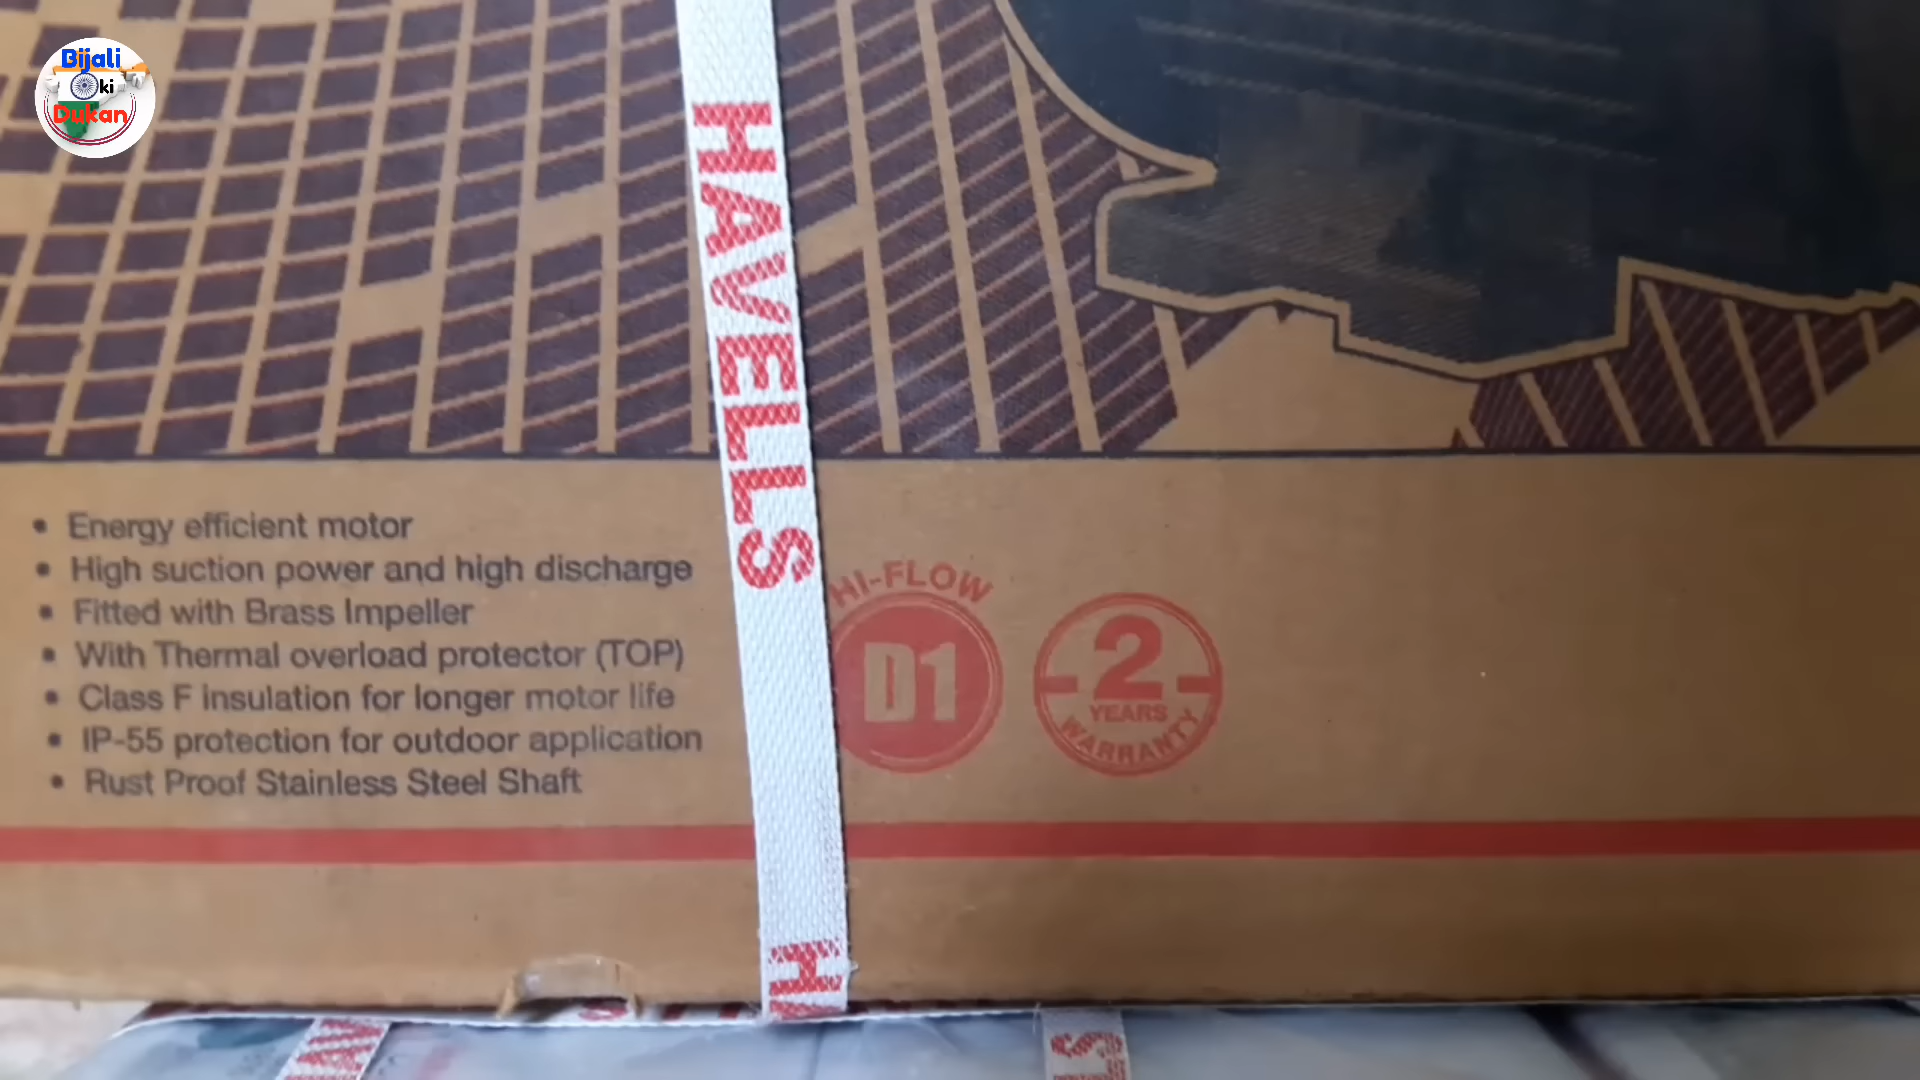 Bijali
ki
Dukan
HAVELLS
• Energy efficient motor
• High suction power and high discharge
• Fitted with Brass Impeller
• With Thermal overload protector (TOP)
• Class F insulation for longer motor life
• IP-55 protection for outdoor application
• Rust Proof Stainless Steel Shaft
HI-FLOW
D1
2
YEARS
WARRANTY